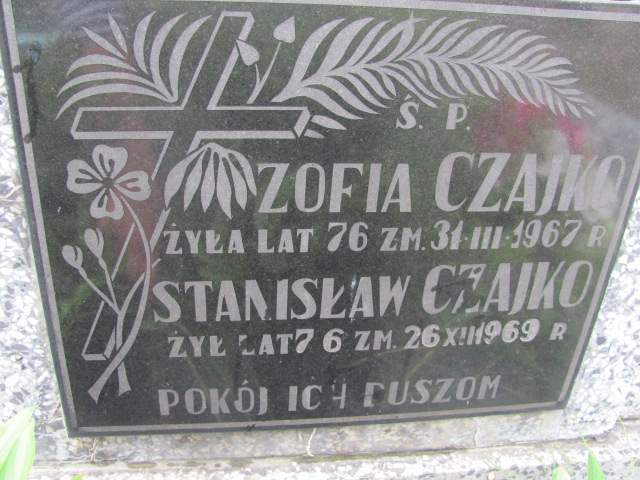 Ś. P.
ZOFIA CZAJKO
ŻYŁA LAT 76 ZM. 31·III·1967 R
STANISŁAW CZAJKO
ŻYŁ LAT 76 ZM. 26 XII 1969 R
POKÓJ ICH DUSZOM